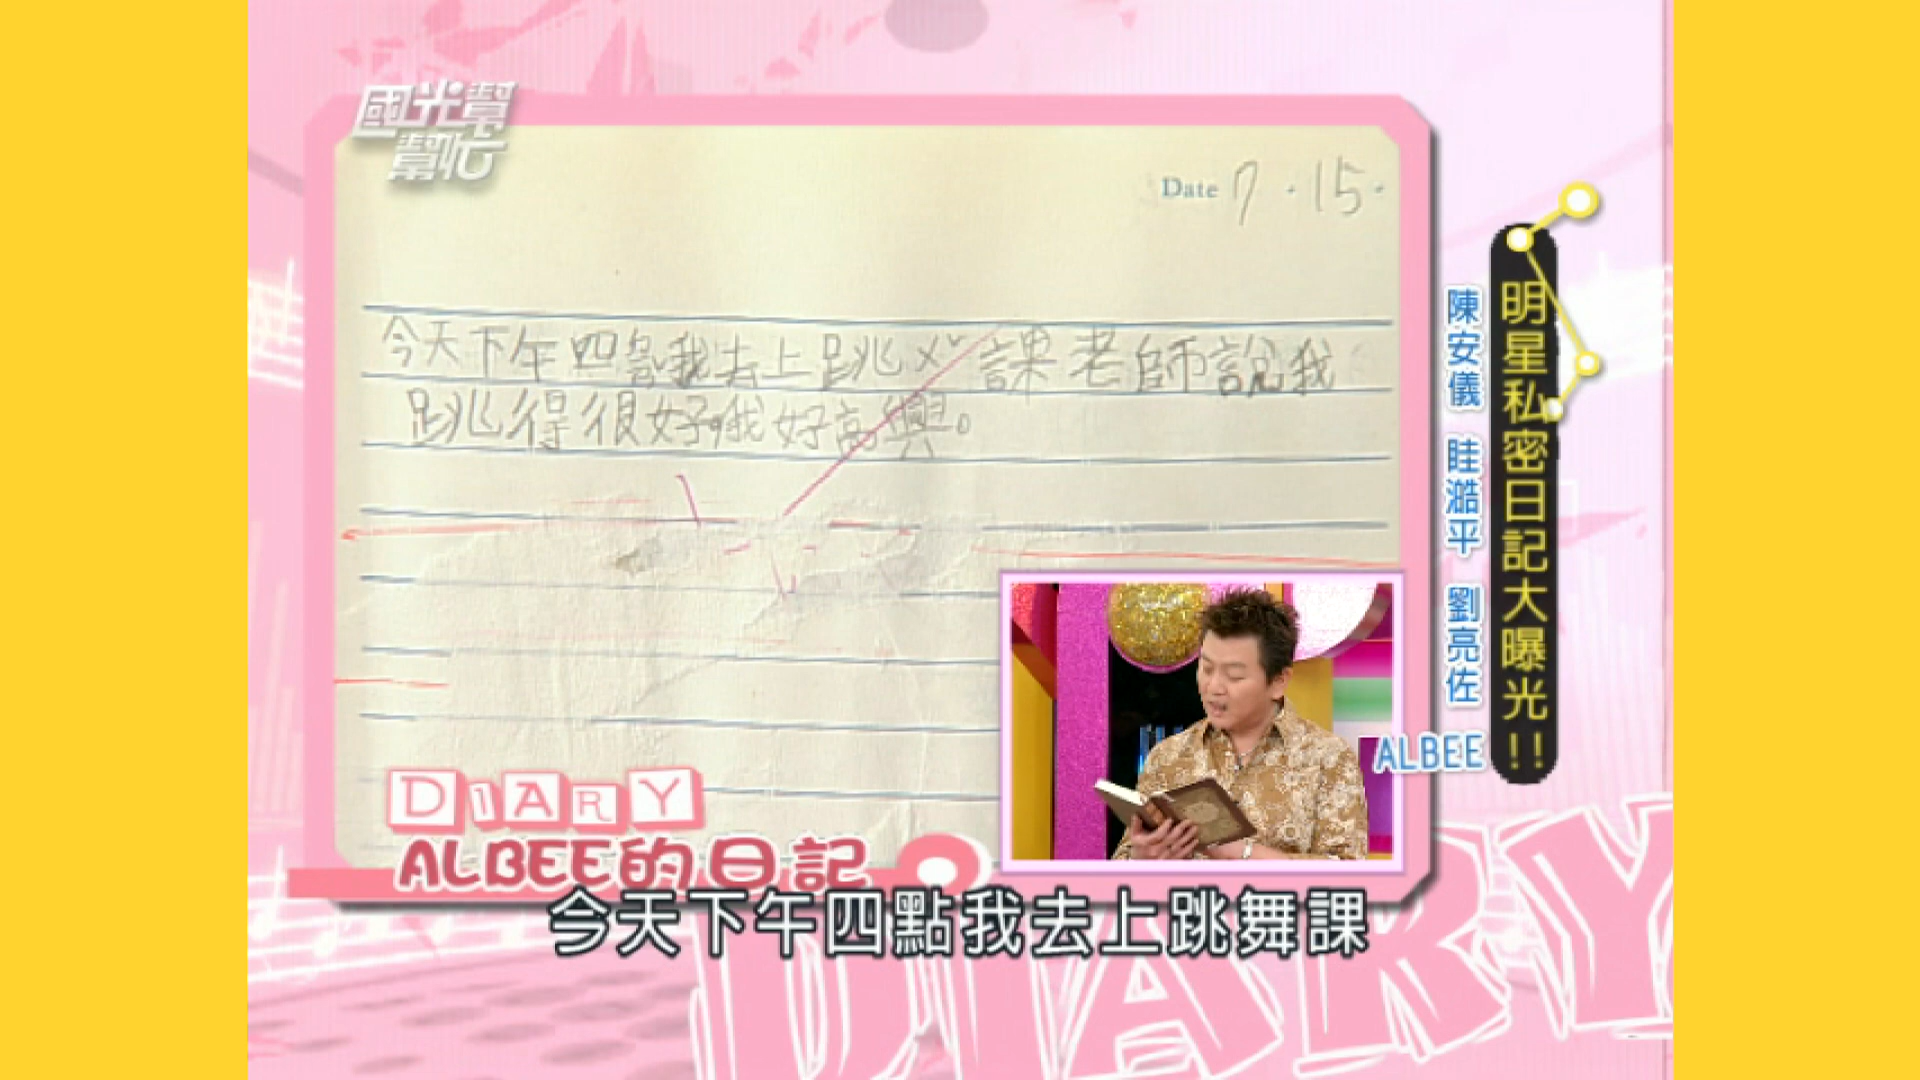 國光幫
幫忙
Date 7.15.
今天下午四
我去上跳ㄨˇ課老師說我
跳得很好哦我好高興。
明星私密日記大曝光!!
陳安儀 眭澔平 劉亮佐
ALBEE
DIARY
ALBEE的日記
今天下午四點我去上跳舞課
DIARY